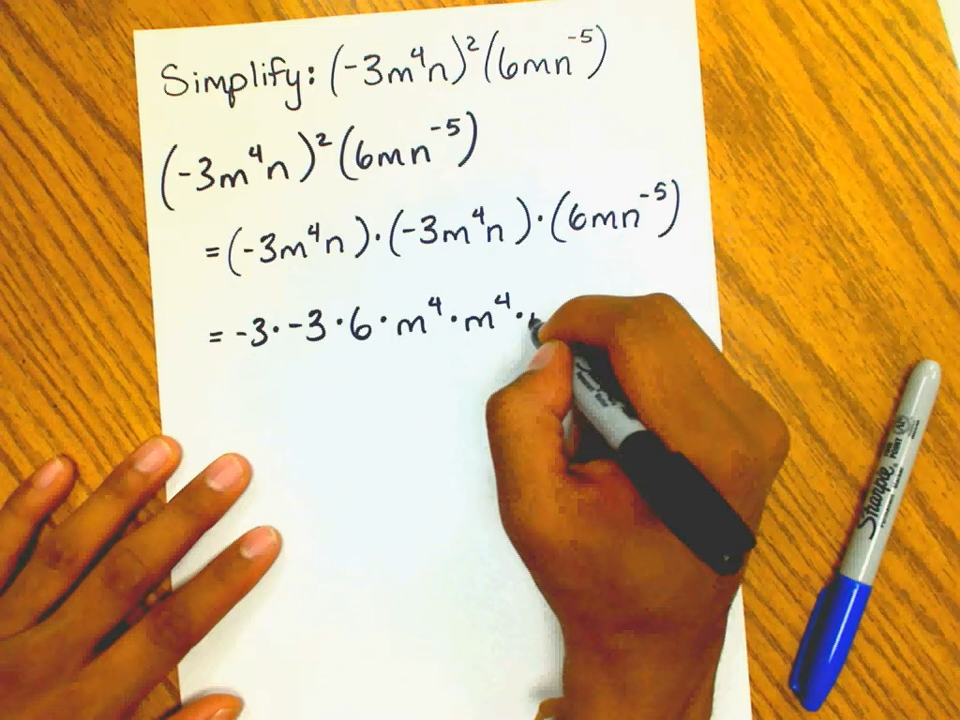 Simplify: (-3m⁴n)²(6mn⁻⁵)
(-3m⁴n)²(6mn⁻⁵)
=(-3m⁴n)·(-3m⁴n)·(6mn⁻⁵)
= -3·-3·6·m⁴·m⁴·
Sharpie